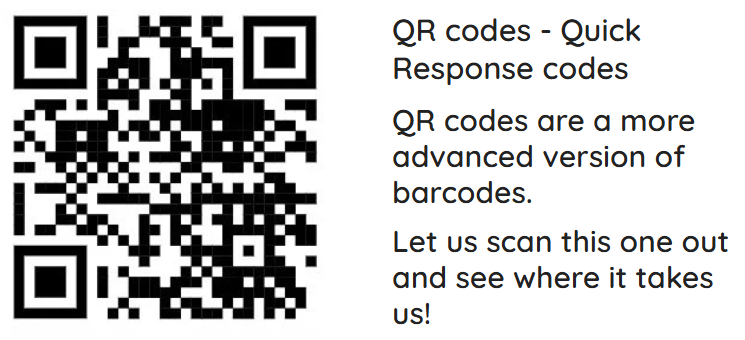 QR codes - Quick
Response codes
QR codes are a more
advanced version of
barcodes.
Let us scan this one out
and see where it takes
us!